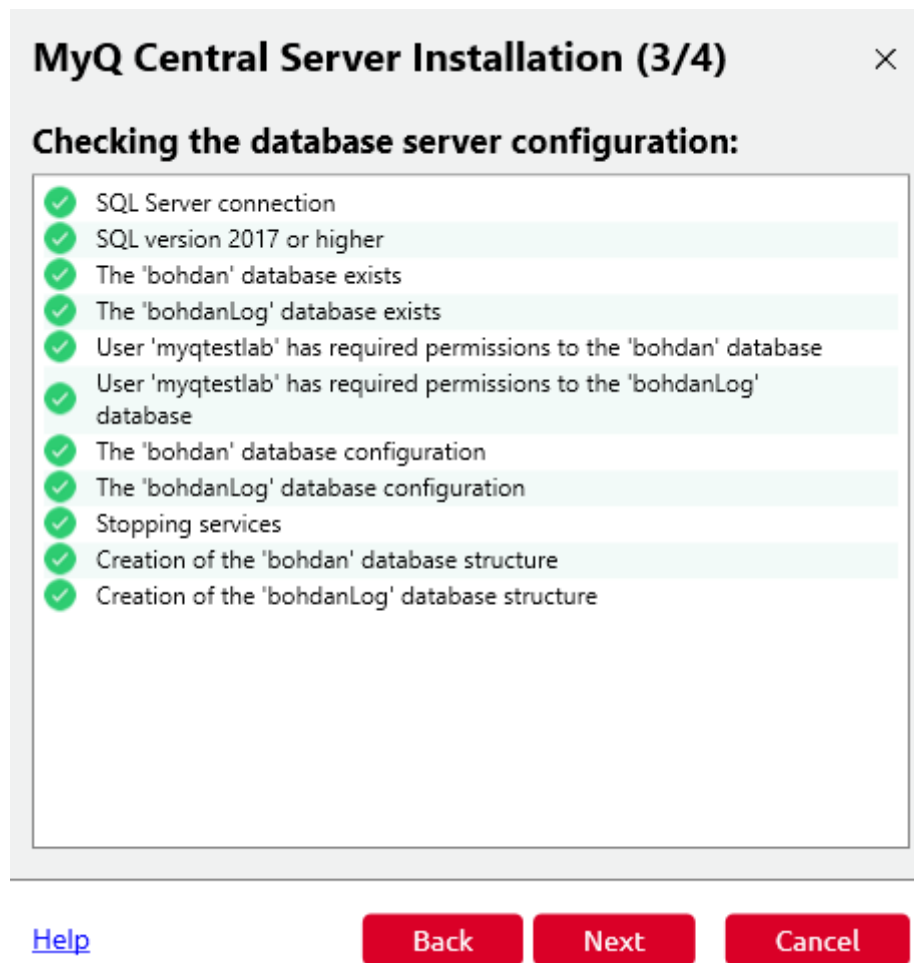 MyQ Central Server Installation (3/4)
Checking the database server configuration:
SQL Server connection
SQL version 2017 or higher
The 'bohdan' database exists
The 'bohdanLog' database exists
User 'myqtestlab' has required permissions to the 'bohdan' database
User 'myqtestlab' has required permissions to the 'bohdanLog'
database
The 'bohdan' database configuration
The 'bohdanLog' database configuration
Stopping services
Creation of the 'bohdan' database structure
Creation of the 'bohdanLog' database structure
Help
Back
Next
Cancel